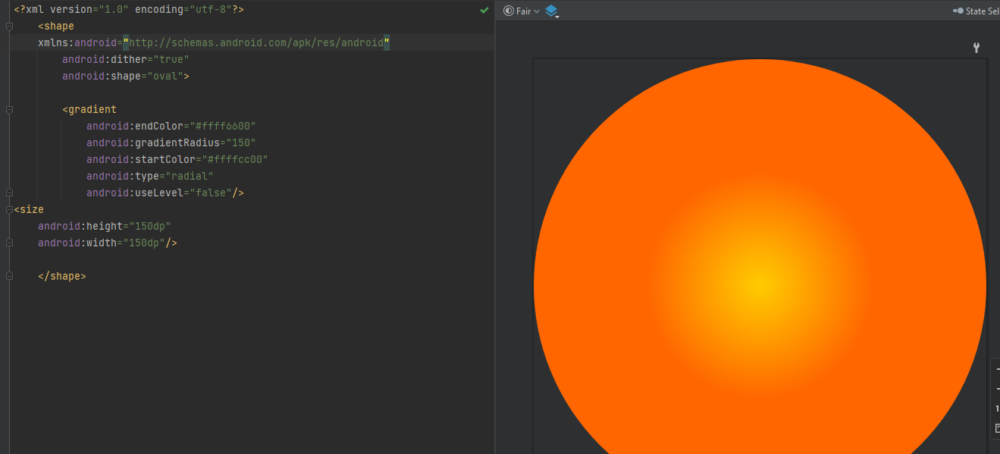 <?xml version="1.0" encoding="utf-8"?>
<shape
xmlns:android="http://schemas.android.com/apk/res/android"
android:dither="true"
android:shape="oval">
<gradient
android:endColor="#ffff6600"
android:gradientRadius="150"
android:startColor="#ffffcc00"
android:type="radial"
android:useLevel="false"/>
<size
android:height="150dp"
android:width="150dp"/>
</shape>
Fair
State Sel